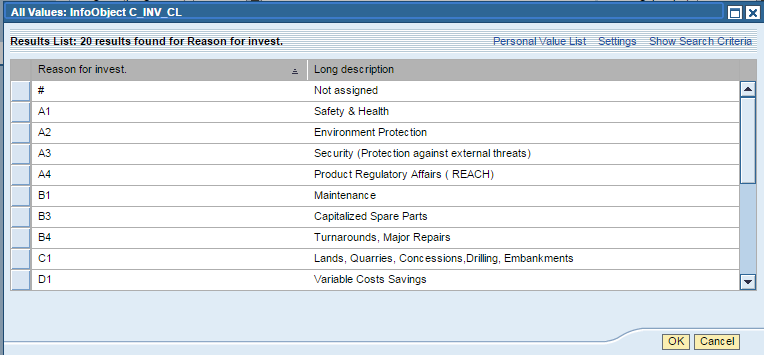 All Values: InfoObject C_INV_CL
Results List: 20 results found for Reason for invest. Personal Value List Settings Show Search Criteria
Reason for invest. Long description
# Not assigned
A1 Safety & Health
A2 Environment Protection
A3 Security (Protection against external threats)
A4 Product Regulatory Affairs ( REACH)
B1 Maintenance
B3 Capitalized Spare Parts
B4 Turnarounds, Major Repairs
C1 Lands, Quarries, Concessions,Drilling, Embankments
D1 Variable Costs Savings
OK Cancel